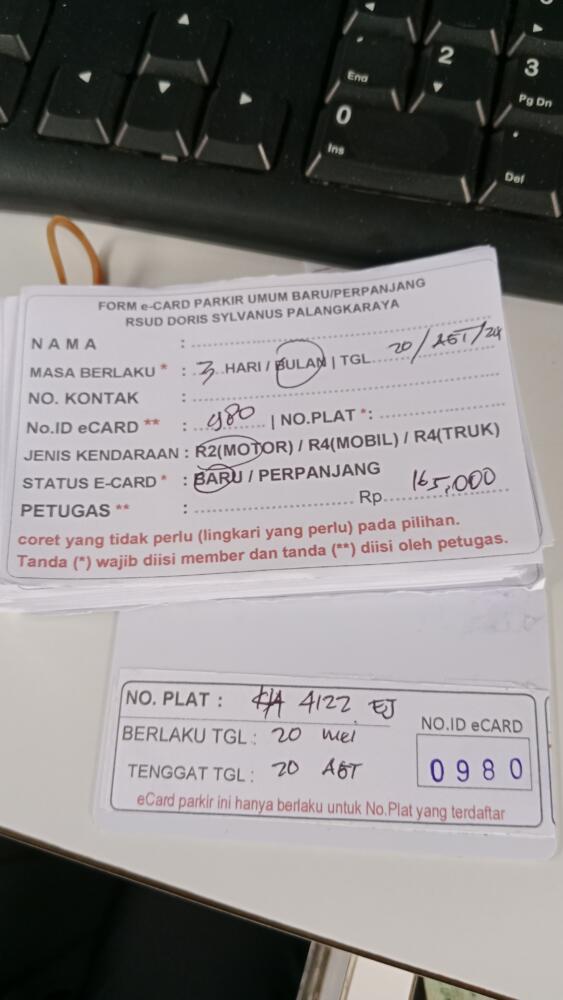 End
2
3
Pg Dn
0
Ins
Del
FORM e-CARD PARKIR UMUM BARU/PERPANJANG
RSUD DORIS SYLVANUS PALANGKARAYA
NAMA :
MASA BERLAKU * : 3 HARI / BULAN | TGL 20/AGT/24
NO. KONTAK :
No.ID eCARD ** : 980 | NO.PLAT *:
JENIS KENDARAAN : R2(MOTOR) / R4(MOBIL) / R4(TRUK)
STATUS E-CARD * : BARU / PERPANJANG
PETUGAS ** : Rp 165,000
coret yang tidak perlu (lingkari yang perlu) pada pilihan.
Tanda (*) wajib diisi member dan tanda (**) diisi oleh petugas.
NO. PLAT : KH 4122 EJ
BERLAKU TGL : 20 mei
TENGGAT TGL : 20 AGT
NO.ID eCARD
0980
eCard parkir ini hanya berlaku untuk No.Plat yang terdaftar